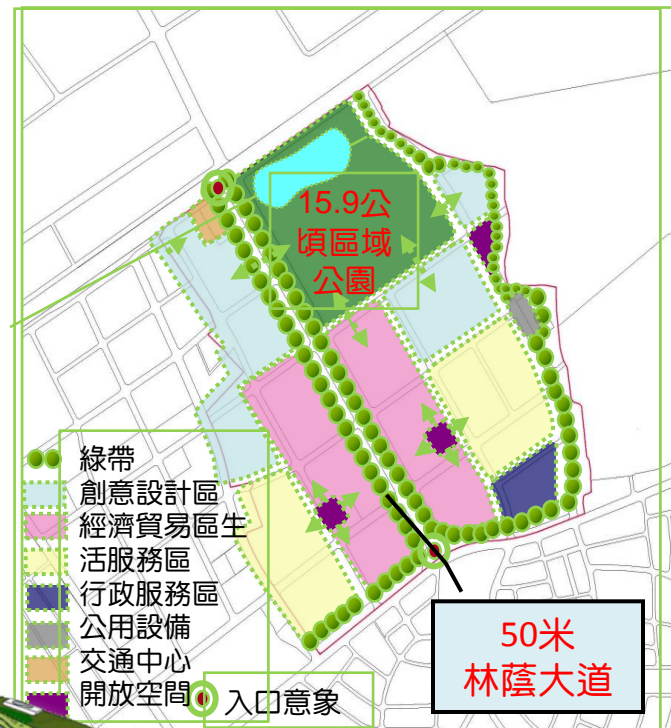 15.9公
頃區域
公園
綠帶
創意設計區
經濟貿易區生
活服務區
行政服務區
公用設備
交通中心
開放空間
入口意象
50米
林蔭大道